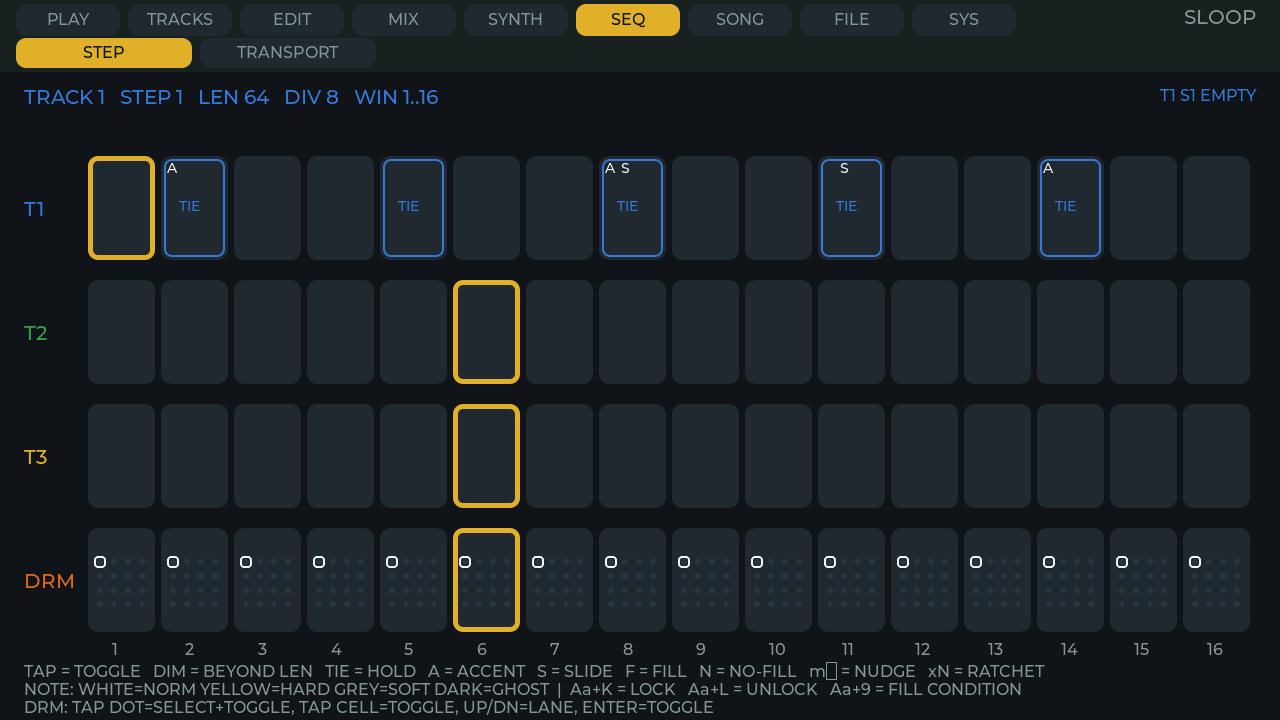 PLAY TRACKS EDIT MIX SYNTH SEQ SONG FILE SYS SLOOP
STEP TRANSPORT
TRACK 1 STEP 1 LEN 64 DIV 8 WIN 1..16 T1 S1 EMPTY
A A S S A
T1 TIE TIE TIE TIE TIE
T2
T3
DRM
1 2 3 4 5 6 7 8 9 10 11 12 13 14 15 16
TAP = TOGGLE DIM = BEYOND LEN TIE = HOLD A = ACCENT S = SLIDE F = FILL N = NO-FILL m□ = NUDGE xN = RATCHET
NOTE: WHITE=NORM YELLOW=HARD GREY=SOFT DARK=GHOST | Aa+K = LOCK Aa+L = UNLOCK Aa+9 = FILL CONDITION
DRM: TAP DOT=SELECT+TOGGLE, TAP CELL=TOGGLE, UP/DN=LANE, ENTER=TOGGLE